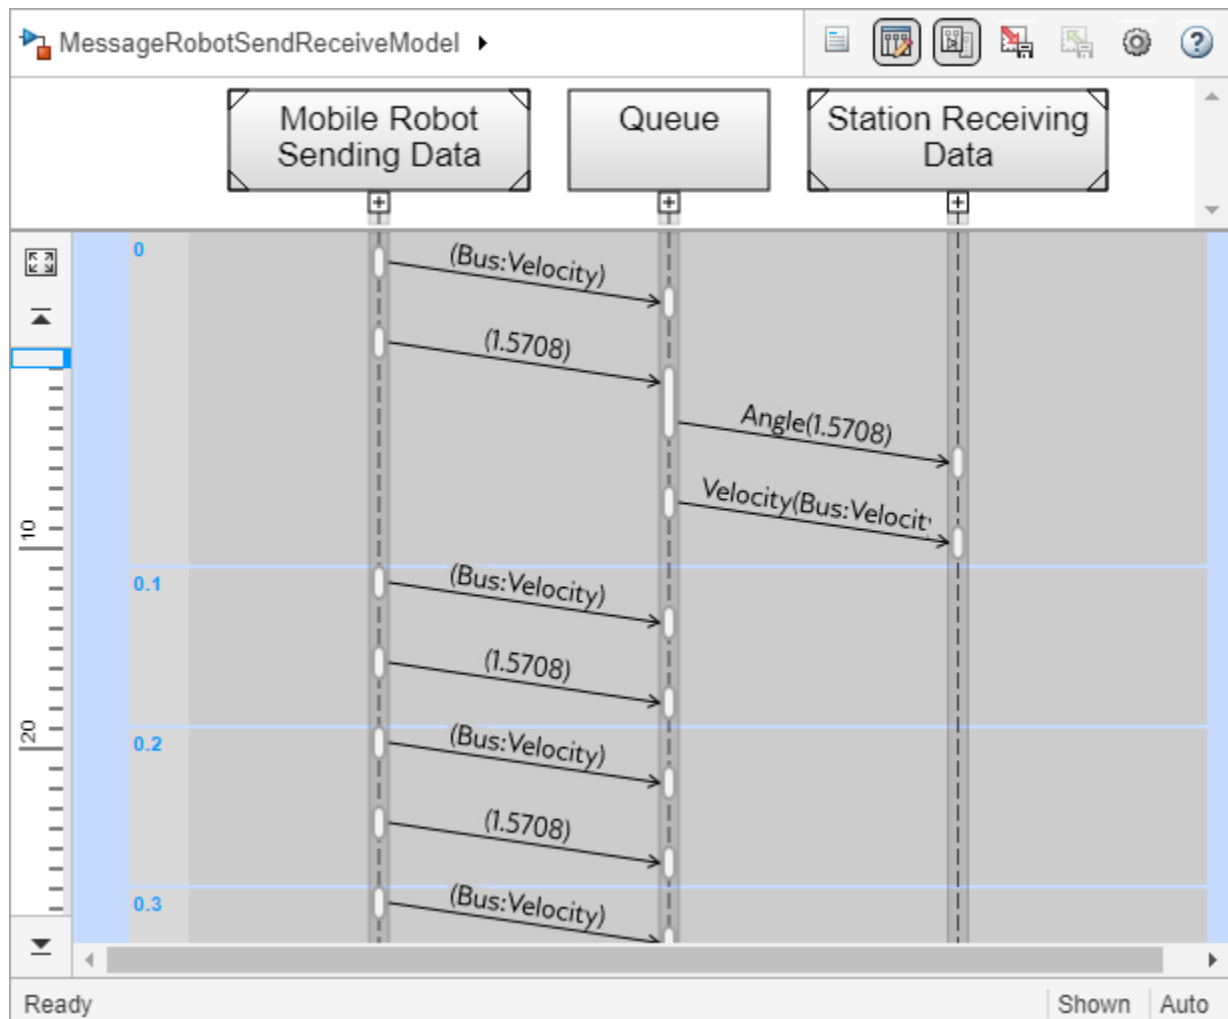 MessageRobotSendReceiveModel
Mobile Robot
Sending Data
Queue
Station Receiving
Data
0
(Bus:Velocity)
(1.5708)
Angle(1.5708)
Velocity(Bus:Velocit
10
0.1
(Bus:Velocity)
(1.5708)
20
0.2
(Bus:Velocity)
(1.5708)
0.3
(Bus:Velocity)
Ready
Shown
Auto